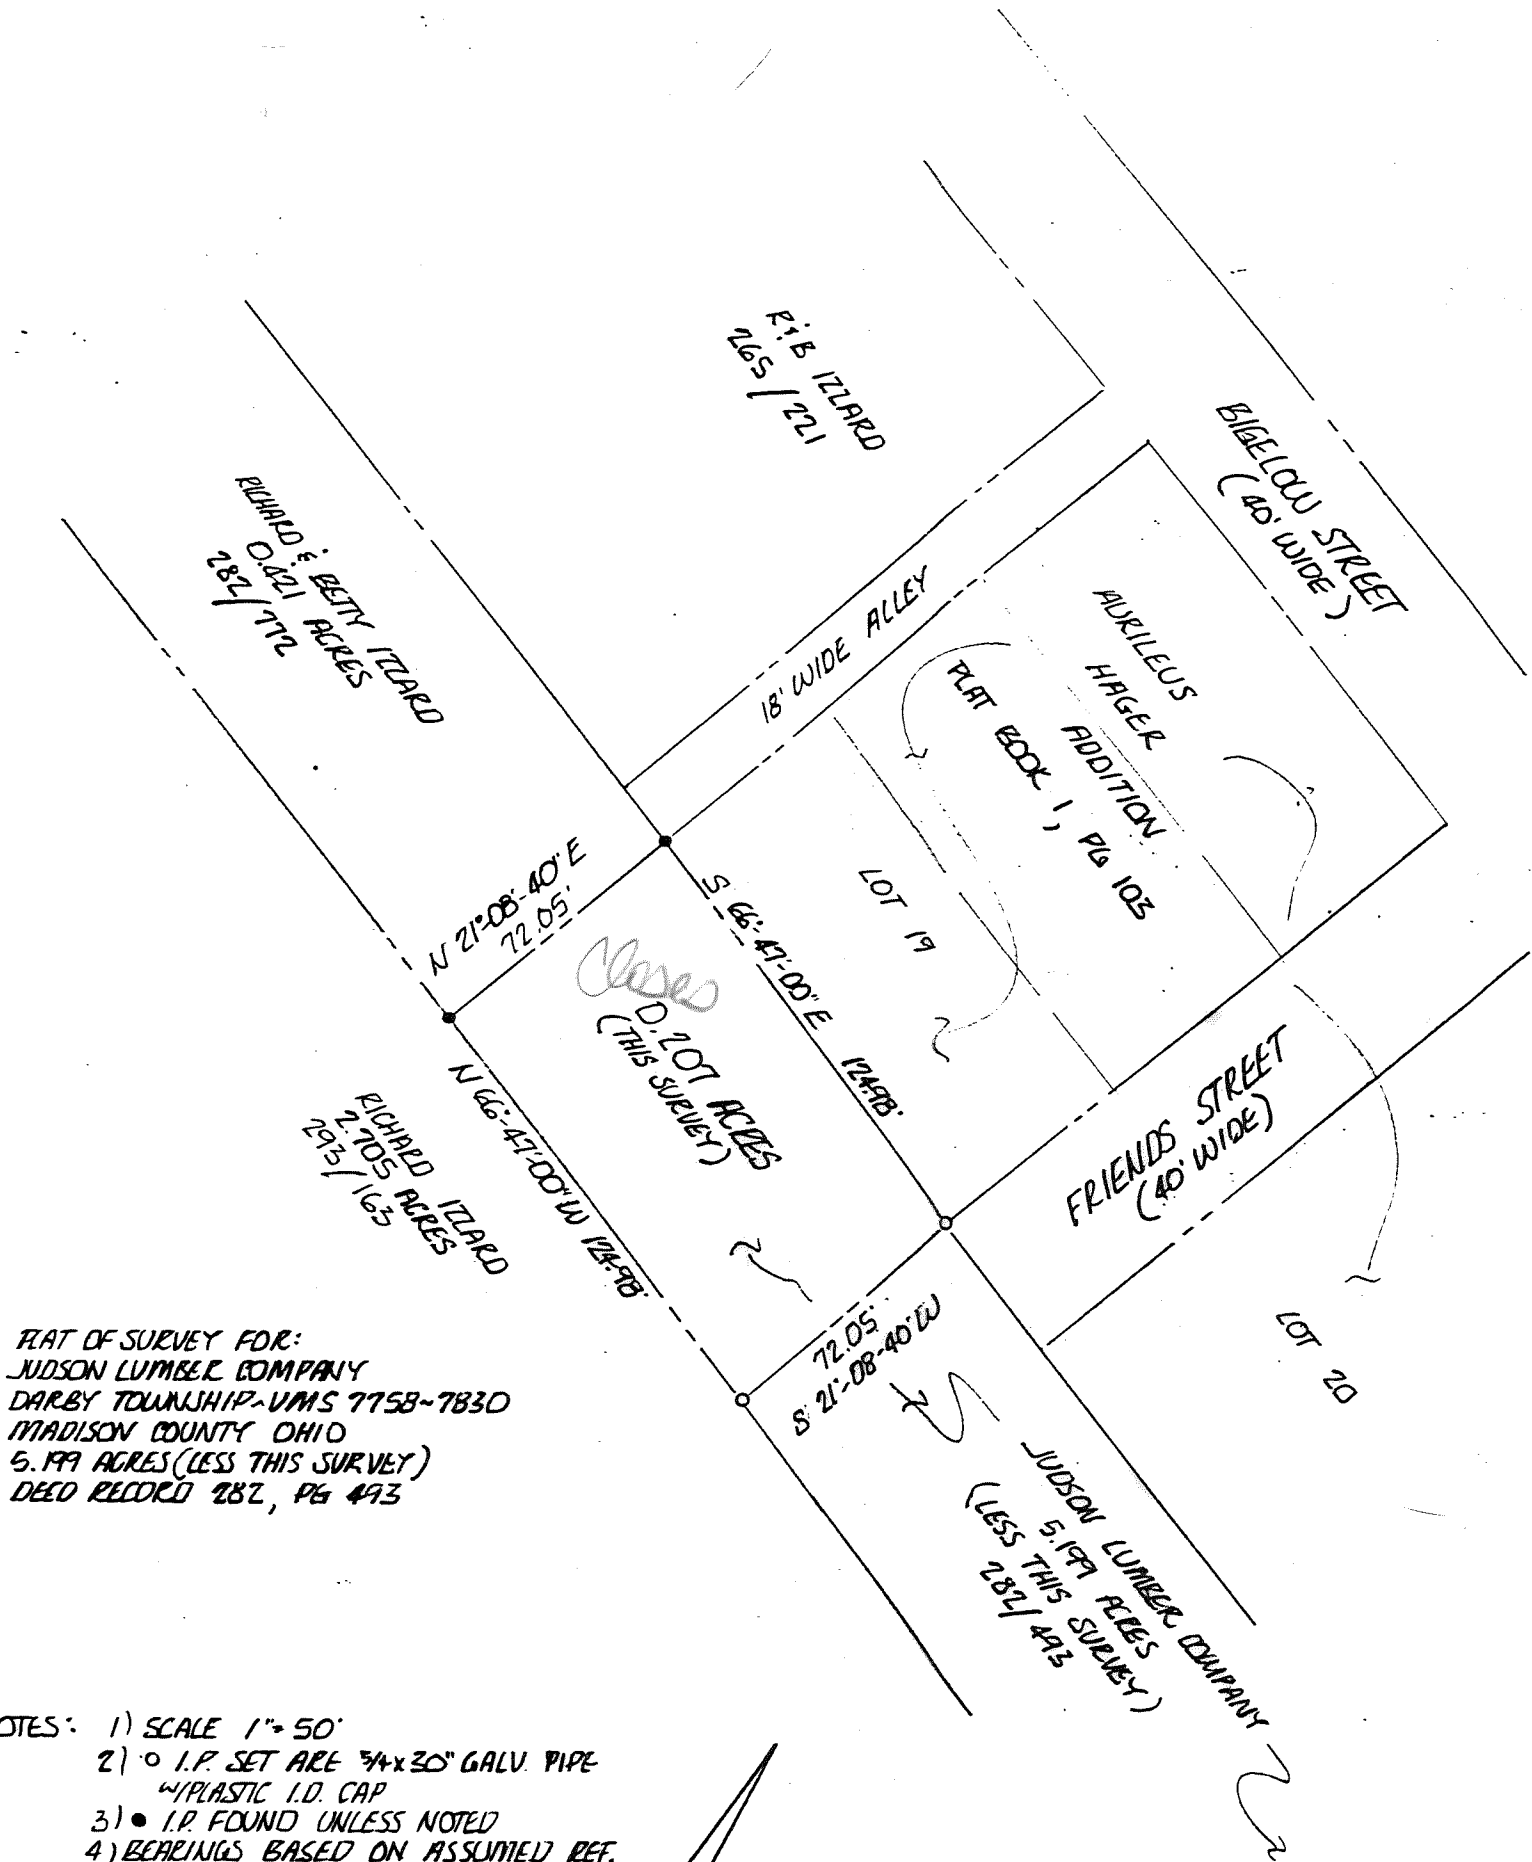 R & B IZZARD
265/221
BIGELOW STREET
(40' WIDE)
RICHARD & BETTY IZZARD
0.421 ACRES
282/772
18' WIDE ALLEY
AURILEUS
HAGER
ADDITION
PLAT BOOK 1, PG 103
LOT 19
N 21°-08'-40" E
72.05'
S 66°-47'-00" E 124.98'
Closes
0.207 ACRES
(THIS SURVEY)
N 66°-47'-00" W 124.98'
RICHARD IZZARD
2.705 ACRES
293/163
FRIENDS STREET
(40' WIDE)
72.05'
S 21°-08'-40" W
LOT 20
JUDSON LUMBER COMPANY
5.199 ACRES
(LESS THIS SURVEY)
282/493
PLAT OF SURVEY FOR:
JUDSON LUMBER COMPANY
DARBY TOWNSHIP~VMS 7758~7830
MADISON COUNTY OHIO
5.199 ACRES (LESS THIS SURVEY)
DEED RECORD 282, PG 493
OTES: 1) SCALE 1"= 50'
2) ○ I.P. SET ARE 3/4 x 30" GALV. PIPE
W/PLASTIC I.D. CAP
3) ● I.P. FOUND UNLESS NOTED
4) BEARINGS BASED ON ASSUMED REF.